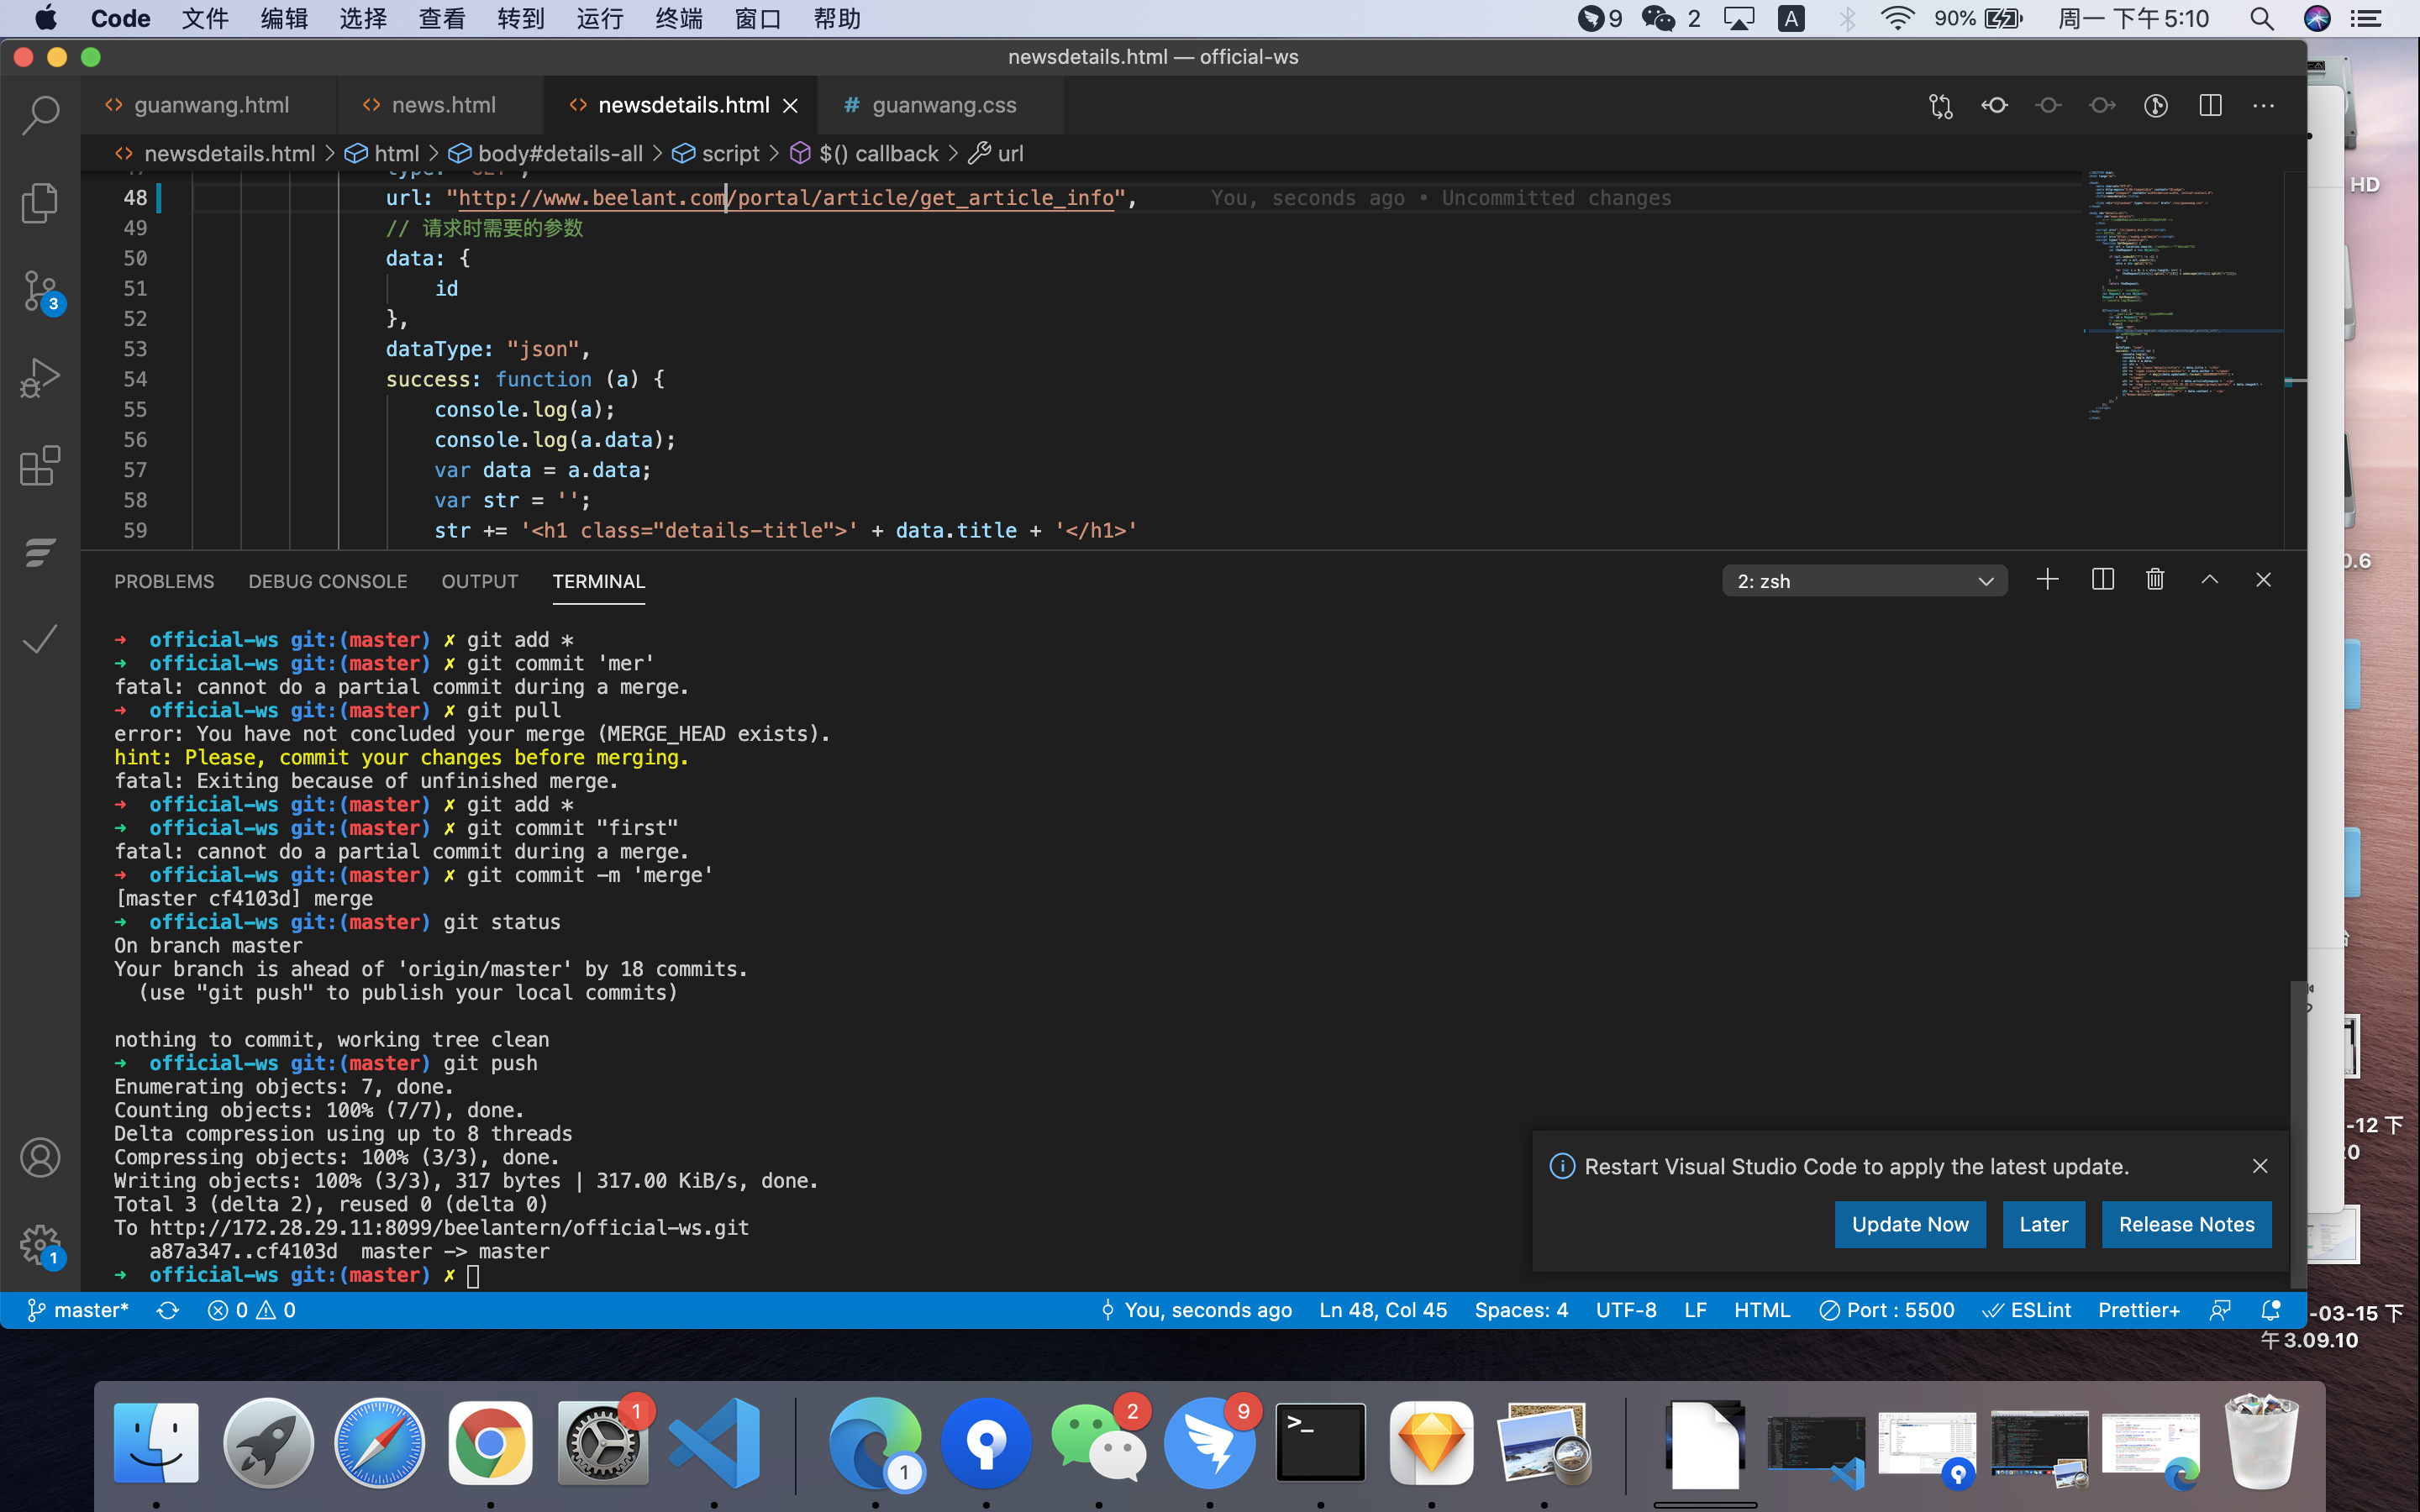 Code 文件 编辑 选择 查看 转到 运行 终端 窗口 帮助 9 2 A 90% 周一 下午 5:10
newsdetails.html — official-ws
guanwang.html news.html newsdetails.html # guanwang.css
newsdetails.html > html > body#details-all > script > $() callback > url
48 url: "http://www.beelant.com/portal/article/get_article_info", You, seconds ago • Uncommitted changes
49 // 请求时需要的参数
50 data: {
51 id
52 },
53 dataType: "json",
54 success: function (a) {
55 console.log(a);
56 console.log(a.data);
57 var data = a.data;
58 var str = '';
59 str += '<h1 class="details-title">' + data.title + '</h1>'
PROBLEMS DEBUG CONSOLE OUTPUT TERMINAL 2: zsh
→ official-ws git:(master) ✗ git add *
→ official-ws git:(master) ✗ git commit 'mer'
fatal: cannot do a partial commit during a merge.
→ official-ws git:(master) ✗ git pull
error: You have not concluded your merge (MERGE_HEAD exists).
hint: Please, commit your changes before merging.
fatal: Exiting because of unfinished merge.
→ official-ws git:(master) ✗ git add *
→ official-ws git:(master) ✗ git commit "first"
fatal: cannot do a partial commit during a merge.
→ official-ws git:(master) ✗ git commit -m 'merge'
[master cf4103d] merge
→ official-ws git:(master) git status
On branch master
Your branch is ahead of 'origin/master' by 18 commits.
(use "git push" to publish your local commits)
nothing to commit, working tree clean
→ official-ws git:(master) git push
Enumerating objects: 7, done.
Counting objects: 100% (7/7), done.
Delta compression using up to 8 threads
Compressing objects: 100% (3/3), done.
Writing objects: 100% (3/3), 317 bytes | 317.00 KiB/s, done.
Total 3 (delta 2), reused 0 (delta 0)
To http://172.28.29.11:8099/beelantern/official-ws.git
a87a347..cf4103d master -> master
→ official-ws git:(master) ✗
Restart Visual Studio Code to apply the latest update.
Update Now Later Release Notes
master* 0 0 You, seconds ago Ln 48, Col 45 Spaces: 4 UTF-8 LF HTML Port : 5500 ESLint Prettier+
3
1
HD
0.6
-12 下
-03-15 下
午3.09.10
1 1 2 9 >_